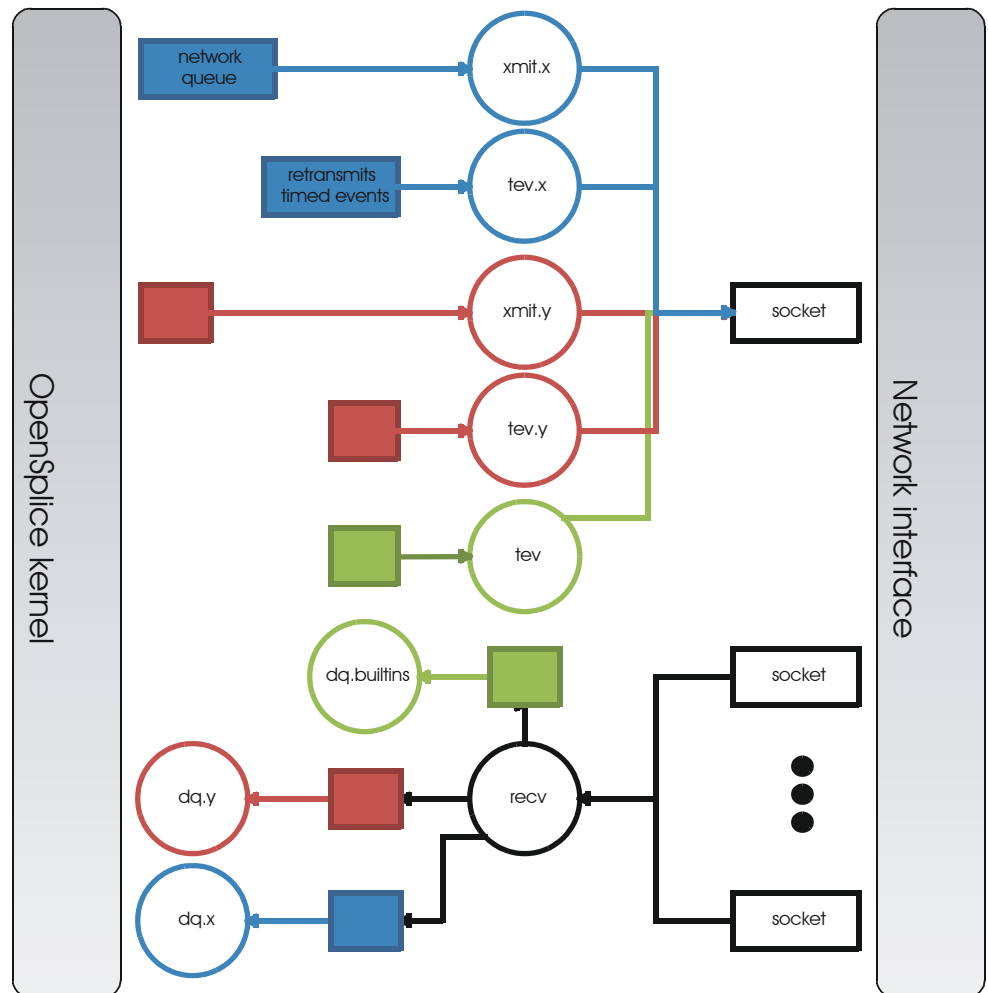 network
queue
xmit.x
retransmits
timed events
tev.x
xmit.y
socket
tev.y
OpenSplice kernel
Network interface
tev
dq.builtins
socket
dq.y
recv
dq.x
socket